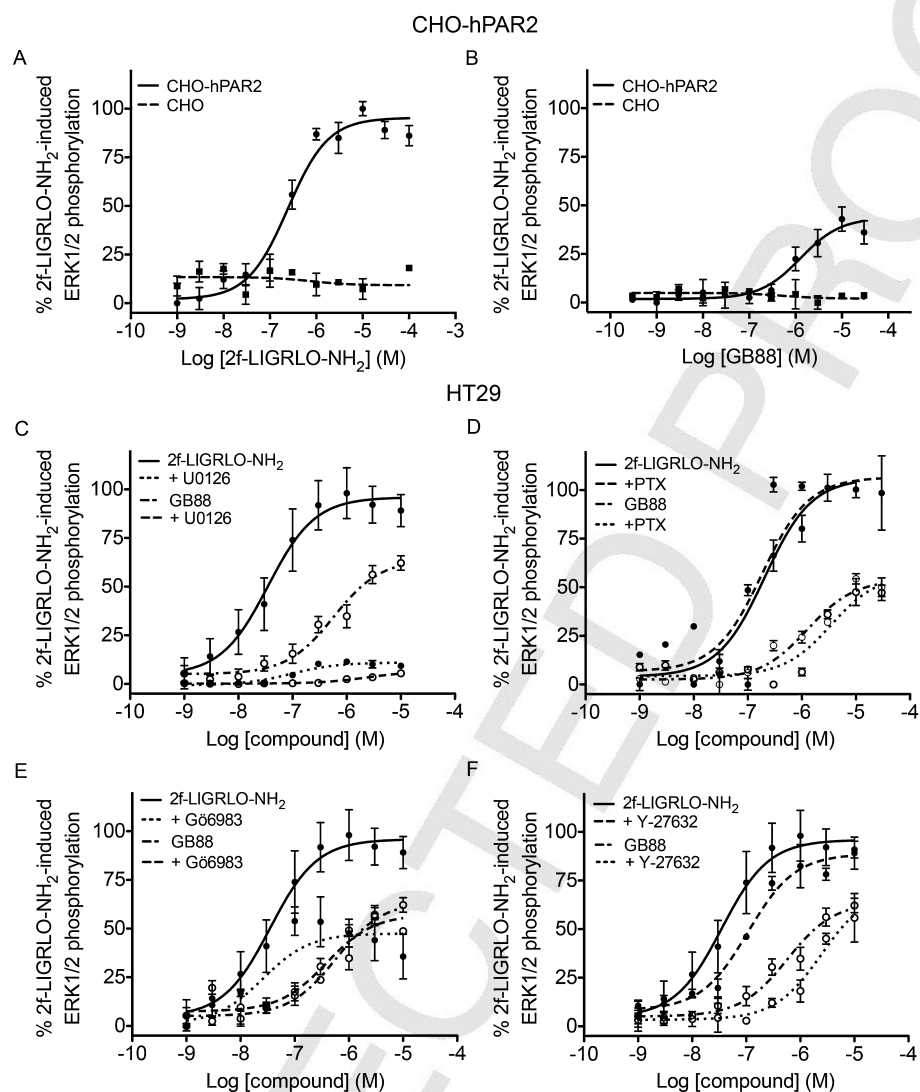 CHO-hPAR2
A
% 2f-LIGRLO-NH2-induced
ERK1/2 phosphorylation
CHO-hPAR2
CHO
100
75
50
25
0
-10 -9 -8 -7 -6 -5 -4 -3
Log [2f-LIGRLO-NH2] (M)
B
% 2f-LIGRLO-NH2-induced
ERK1/2 phosphorylation
CHO-hPAR2
CHO
100
75
50
25
0
-10 -9 -8 -7 -6 -5 -4
Log [GB88] (M)
HT29
C
% 2f-LIGRLO-NH2-induced
ERK1/2 phosphorylation
2f-LIGRLO-NH2
+ U0126
GB88
+ U0126
100
75
50
25
0
-10 -9 -8 -7 -6 -5 -4
Log [compound] (M)
D
% 2f-LIGRLO-NH2-induced
ERK1/2 phosphorylation
2f-LIGRLO-NH2
+PTX
GB88
+PTX
100
75
50
25
0
-10 -9 -8 -7 -6 -5 -4
Log [compound] (M)
E
% 2f-LIGRLO-NH2-induced
ERK1/2 phosphorylation
2f-LIGRLO-NH2
+ Gö6983
GB88
+ Gö6983
100
75
50
25
0
-10 -9 -8 -7 -6 -5 -4
Log [compound] (M)
F
% 2f-LIGRLO-NH2-induced
ERK1/2 phosphorylation
2f-LIGRLO-NH2
+ Y-27632
GB88
+ Y-27632
100
75
50
25
0
-10 -9 -8 -7 -6 -5 -4
Log [compound] (M)
ECTED PROO